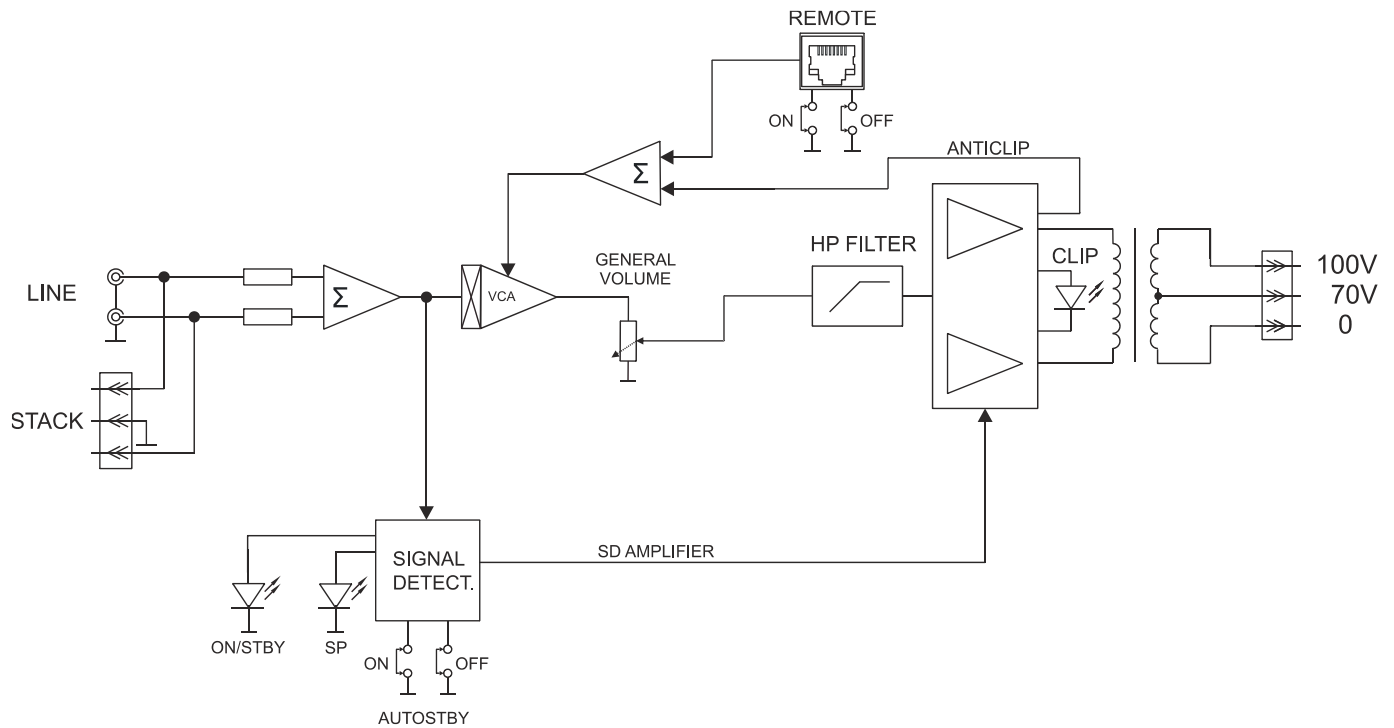 REMOTE
ON
OFF
ANTICLIP
Σ
HP FILTER
GENERAL
VOLUME
CLIP
LINE
Σ
VCA
100V
70V
0
STACK
SIGNAL
DETECT.
SD AMPLIFIER
ON/STBY
SP
ON
OFF
AUTOSTBY